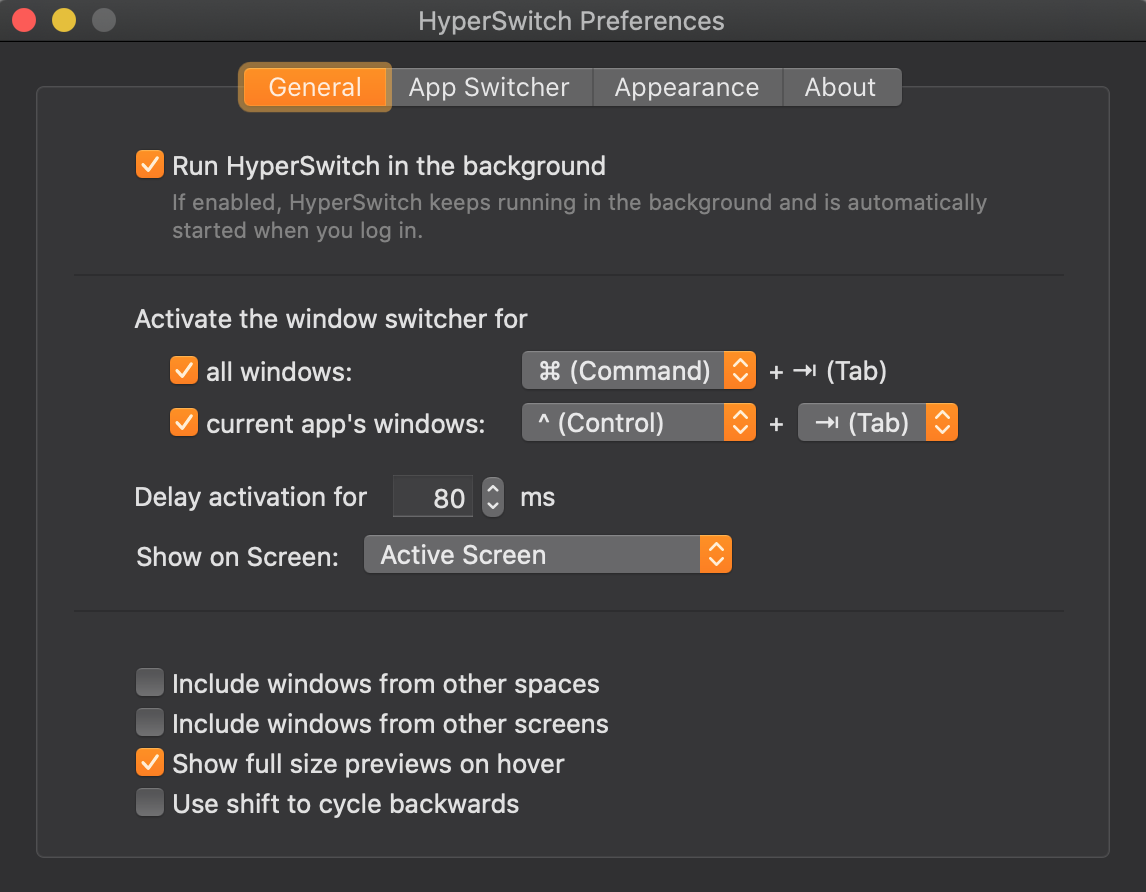 HyperSwitch Preferences
General App Switcher Appearance About
Run HyperSwitch in the background
If enabled, HyperSwitch keeps running in the background and is automatically
started when you log in.
Activate the window switcher for
all windows: ⌘ (Command) + ⇥ (Tab)
current app's windows: ^ (Control) + ⇥ (Tab)
Delay activation for 80 ms
Show on Screen: Active Screen
Include windows from other spaces
Include windows from other screens
Show full size previews on hover
Use shift to cycle backwards